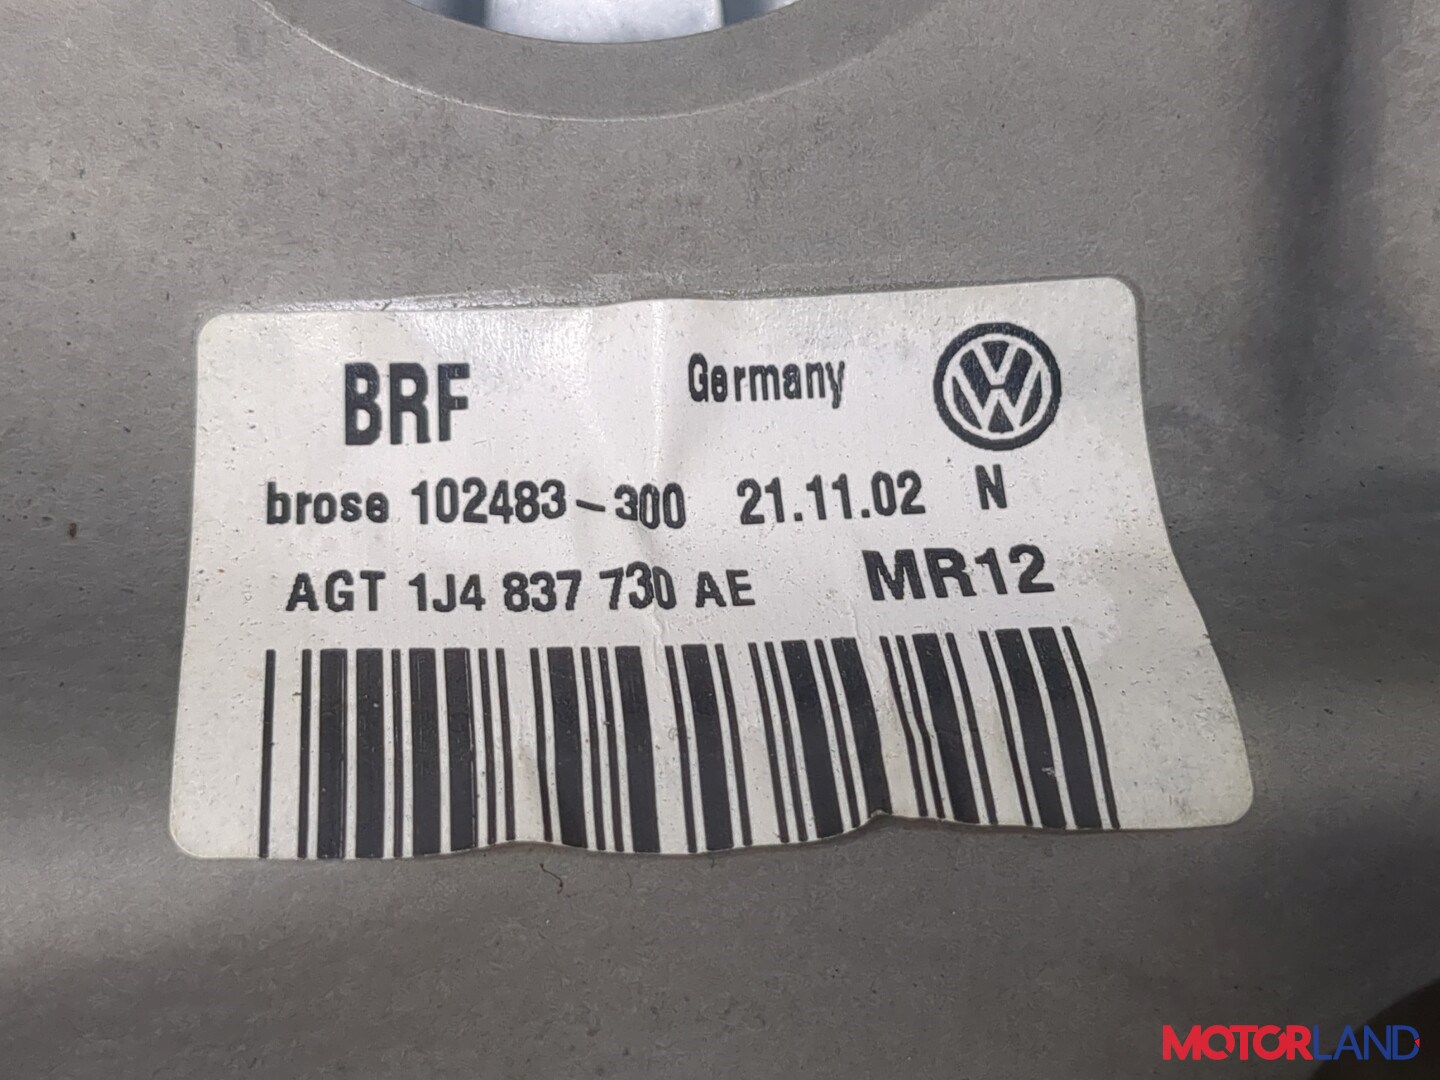 BRF Germany
brose 102483-300 21.11.02 N
AGT 1J4 837 730 AE MR12
MOTORLAND